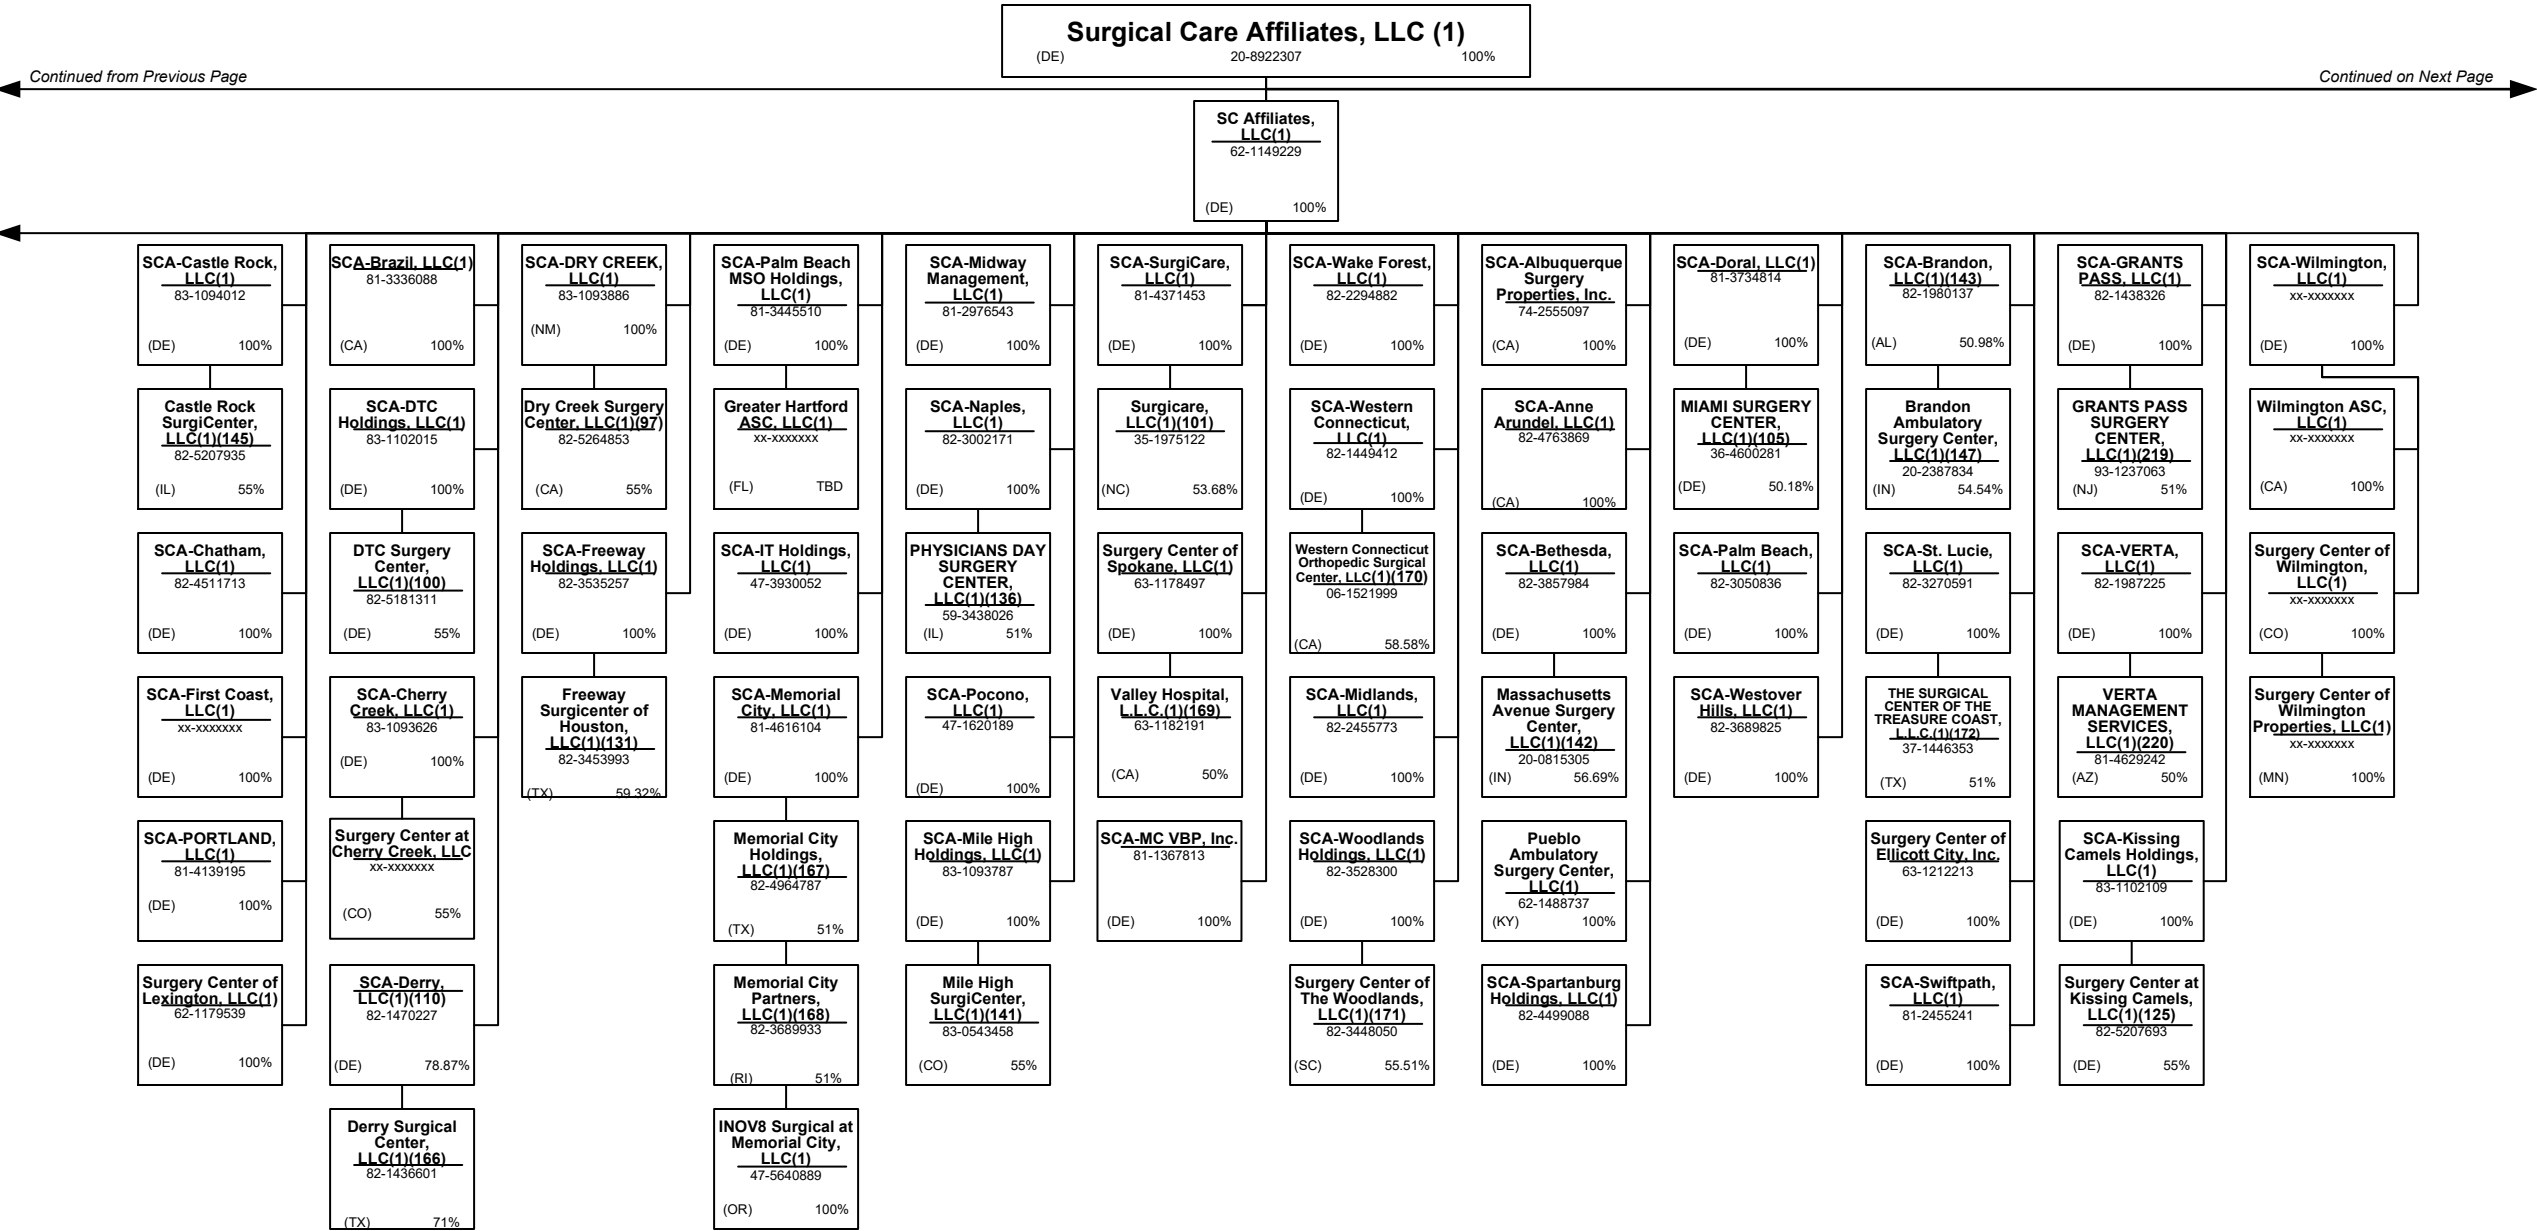 Surgical Care Affiliates, LLC (1)
(DE) 20-8922307 100%
Continued from Previous Page
Continued on Next Page
SC Affiliates,
LLC(1)
62-1149229
(DE) 100%
SCA-Castle Rock,
LLC(1)
83-1094012
(DE) 100%
Castle Rock
SurgiCenter,
LLC(1)(145)
82-5207935
(IL) 55%
SCA-Chatham,
LLC(1)
82-4511713
(DE) 100%
SCA-First Coast,
LLC(1)
xx-xxxxxxx
(DE) 100%
SCA-PORTLAND,
LLC(1)
81-4139195
(DE) 100%
Surgery Center of
Lexington, LLC(1)
62-1179539
(DE) 100%
SCA-Brazil, LLC(1)
81-3336088
(CA) 100%
SCA-DTC
Holdings, LLC(1)
83-1102015
(DE) 100%
DTC Surgery
Center,
LLC(1)(100)
82-5181311
(DE) 55%
SCA-Cherry
Creek, LLC(1)
83-1093626
(DE) 100%
Surgery Center at
Cherry Creek, LLC
xx-xxxxxxx
(CO) 55%
SCA-Derry,
LLC(1)(110)
82-1470227
(DE) 78.87%
Derry Surgical
Center,
LLC(1)(166)
82-1436601
(TX) 71%
SCA-DRY CREEK,
LLC(1)
83-1093886
(NM) 100%
Dry Creek Surgery
Center, LLC(1)(97)
82-5264853
(CA) 55%
SCA-Freeway
Holdings, LLC(1)
82-3535257
(DE) 100%
Freeway
Surgicenter of
Houston,
LLC(1)(131)
82-3453993
(TX) 59.32%
SCA-Palm Beach
MSO Holdings,
LLC(1)
81-3445510
(DE) 100%
Greater Hartford
ASC, LLC(1)
xx-xxxxxxx
(FL) TBD
SCA-IT Holdings,
LLC(1)
47-3930052
(DE) 100%
SCA-Memorial
City, LLC(1)
81-4616104
(DE) 100%
Memorial City
Holdings,
LLC(1)(167)
82-4964787
(TX) 51%
Memorial City
Partners,
LLC(1)(168)
82-3689933
(RI) 51%
INOV8 Surgical at
Memorial City,
LLC(1)
47-5640889
(OR) 100%
SCA-Midway
Management,
LLC(1)
81-2976543
(DE) 100%
SCA-Naples,
LLC(1)
82-3002171
(DE) 100%
PHYSICIANS DAY
SURGERY
CENTER,
LLC(1)(136)
59-3438026
(IL) 51%
SCA-Pocono,
LLC(1)
47-1620189
(DE) 100%
SCA-Mile High
Holdings, LLC(1)
83-1093787
(DE) 100%
Mile High
SurgiCenter,
LLC(1)(141)
83-0543458
(CO) 55%
SCA-SurgiCare,
LLC(1)
81-4371453
(DE) 100%
Surgicare,
LLC(1)(101)
35-1975122
(NC) 53.68%
Surgery Center of
Spokane, LLC(1)
63-1178497
(DE) 100%
Valley Hospital,
L.L.C.(1)(169)
63-1182191
(CA) 50%
SCA-MC VBP, Inc.
81-1367813
(DE) 100%
SCA-Wake Forest,
LLC(1)
82-2294882
(DE) 100%
SCA-Western
Connecticut,
LLC(1)
82-1449412
(DE) 100%
Western Connecticut
Orthopedic Surgical
Center, LLC(1)(170)
06-1521999
(CA) 58.58%
SCA-Midlands,
LLC(1)
82-2455773
(DE) 100%
SCA-Woodlands
Holdings, LLC(1)
82-3528300
(DE) 100%
Surgery Center of
The Woodlands,
LLC(1)(171)
82-3448050
(SC) 55.51%
SCA-Albuquerque
Surgery
Properties, Inc.
74-2555097
(CA) 100%
SCA-Anne
Arundel, LLC(1)
82-4763869
(CA) 100%
SCA-Bethesda,
LLC(1)
82-3857984
(DE) 100%
Massachusetts
Avenue Surgery
Center,
LLC(1)(142)
20-0815305
(IN) 56.69%
Pueblo
Ambulatory
Surgery Center,
LLC(1)
62-1488737
(KY) 100%
SCA-Spartanburg
Holdings, LLC(1)
82-4499088
(DE) 100%
SCA-Doral, LLC(1)
81-3734814
(DE) 100%
MIAMI SURGERY
CENTER,
LLC(1)(105)
36-4600281
(DE) 50.18%
SCA-Palm Beach,
LLC(1)
82-3050836
(DE) 100%
SCA-Westover
Hills, LLC(1)
82-3689825
(DE) 100%
SCA-Brandon,
LLC(1)(143)
82-1980137
(AL) 50.98%
Brandon
Ambulatory
Surgery Center,
LLC(1)(147)
20-2387834
(IN) 54.54%
SCA-St. Lucie,
LLC(1)
82-3270591
(DE) 100%
THE SURGICAL
CENTER OF THE
TREASURE COAST,
L.L.C.(1)(172)
37-1446353
(TX) 51%
Surgery Center of
Ellicott City, Inc.
63-1212213
(DE) 100%
SCA-Swiftpath,
LLC(1)
81-2455241
(DE) 100%
SCA-GRANTS
PASS, LLC(1)
82-1438326
(DE) 100%
GRANTS PASS
SURGERY
CENTER,
LLC(1)(219)
93-1237063
(NJ) 51%
SCA-VERTA,
LLC(1)
82-1987225
(DE) 100%
VERTA
MANAGEMENT
SERVICES,
LLC(1)(220)
81-4629242
(AZ) 50%
SCA-Kissing
Camels Holdings,
LLC(1)
83-1102109
(DE) 100%
Surgery Center at
Kissing Camels,
LLC(1)(125)
82-5207693
(DE) 55%
SCA-Wilmington,
LLC(1)
xx-xxxxxxx
(DE) 100%
Wilmington ASC,
LLC(1)
xx-xxxxxxx
(CA) 100%
Surgery Center of
Wilmington,
LLC(1)
xx-xxxxxxx
(CO) 100%
Surgery Center of
Wilmington
Properties, LLC(1)
xx-xxxxxxx
(MN) 100%